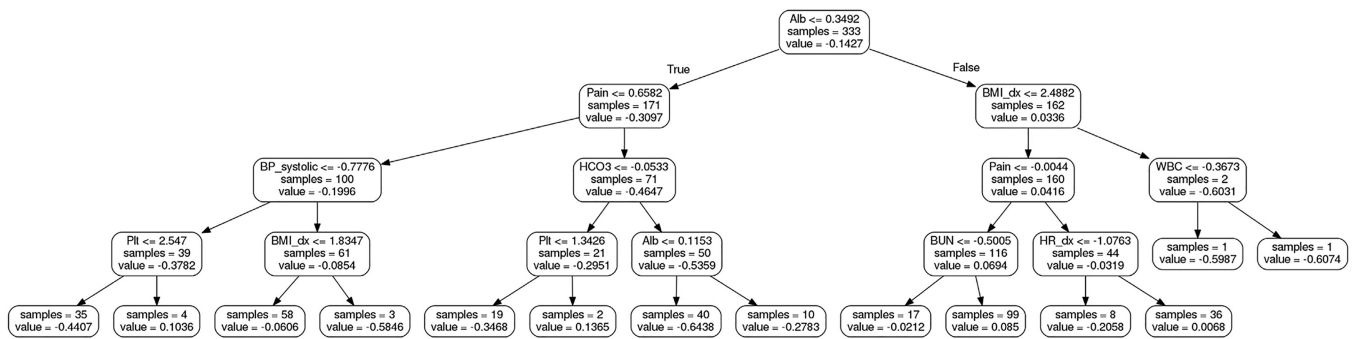 Alb <= 0.3492
samples = 333
value = -0.1427
True
False
Pain <= 0.6582
samples = 171
value = -0.3097
BMI_dx <= 2.4882
samples = 162
value = 0.0336
BP_systolic <= -0.7776
samples = 100
value = -0.1996
HCO3 <= -0.0533
samples = 71
value = -0.4647
Pain <= -0.0044
samples = 160
value = 0.0416
WBC <= -0.3673
samples = 2
value = -0.6031
Plt <= 2.547
samples = 39
value = -0.3782
BMI_dx <= 1.8347
samples = 61
value = -0.0854
Plt <= 1.3426
samples = 21
value = -0.2951
Alb <= 0.1153
samples = 50
value = -0.5359
BUN <= -0.5005
samples = 116
value = 0.0694
HR_dx <= -1.0763
samples = 44
value = -0.0319
samples = 1
value = -0.5987
samples = 1
value = -0.6074
samples = 35
value = -0.4407
samples = 4
value = 0.1036
samples = 58
value = -0.0606
samples = 3
value = -0.5846
samples = 19
value = -0.3468
samples = 2
value = 0.1365
samples = 40
value = -0.6438
samples = 10
value = -0.2783
samples = 17
value = -0.0212
samples = 99
value = 0.085
samples = 8
value = -0.2058
samples = 36
value = 0.0068